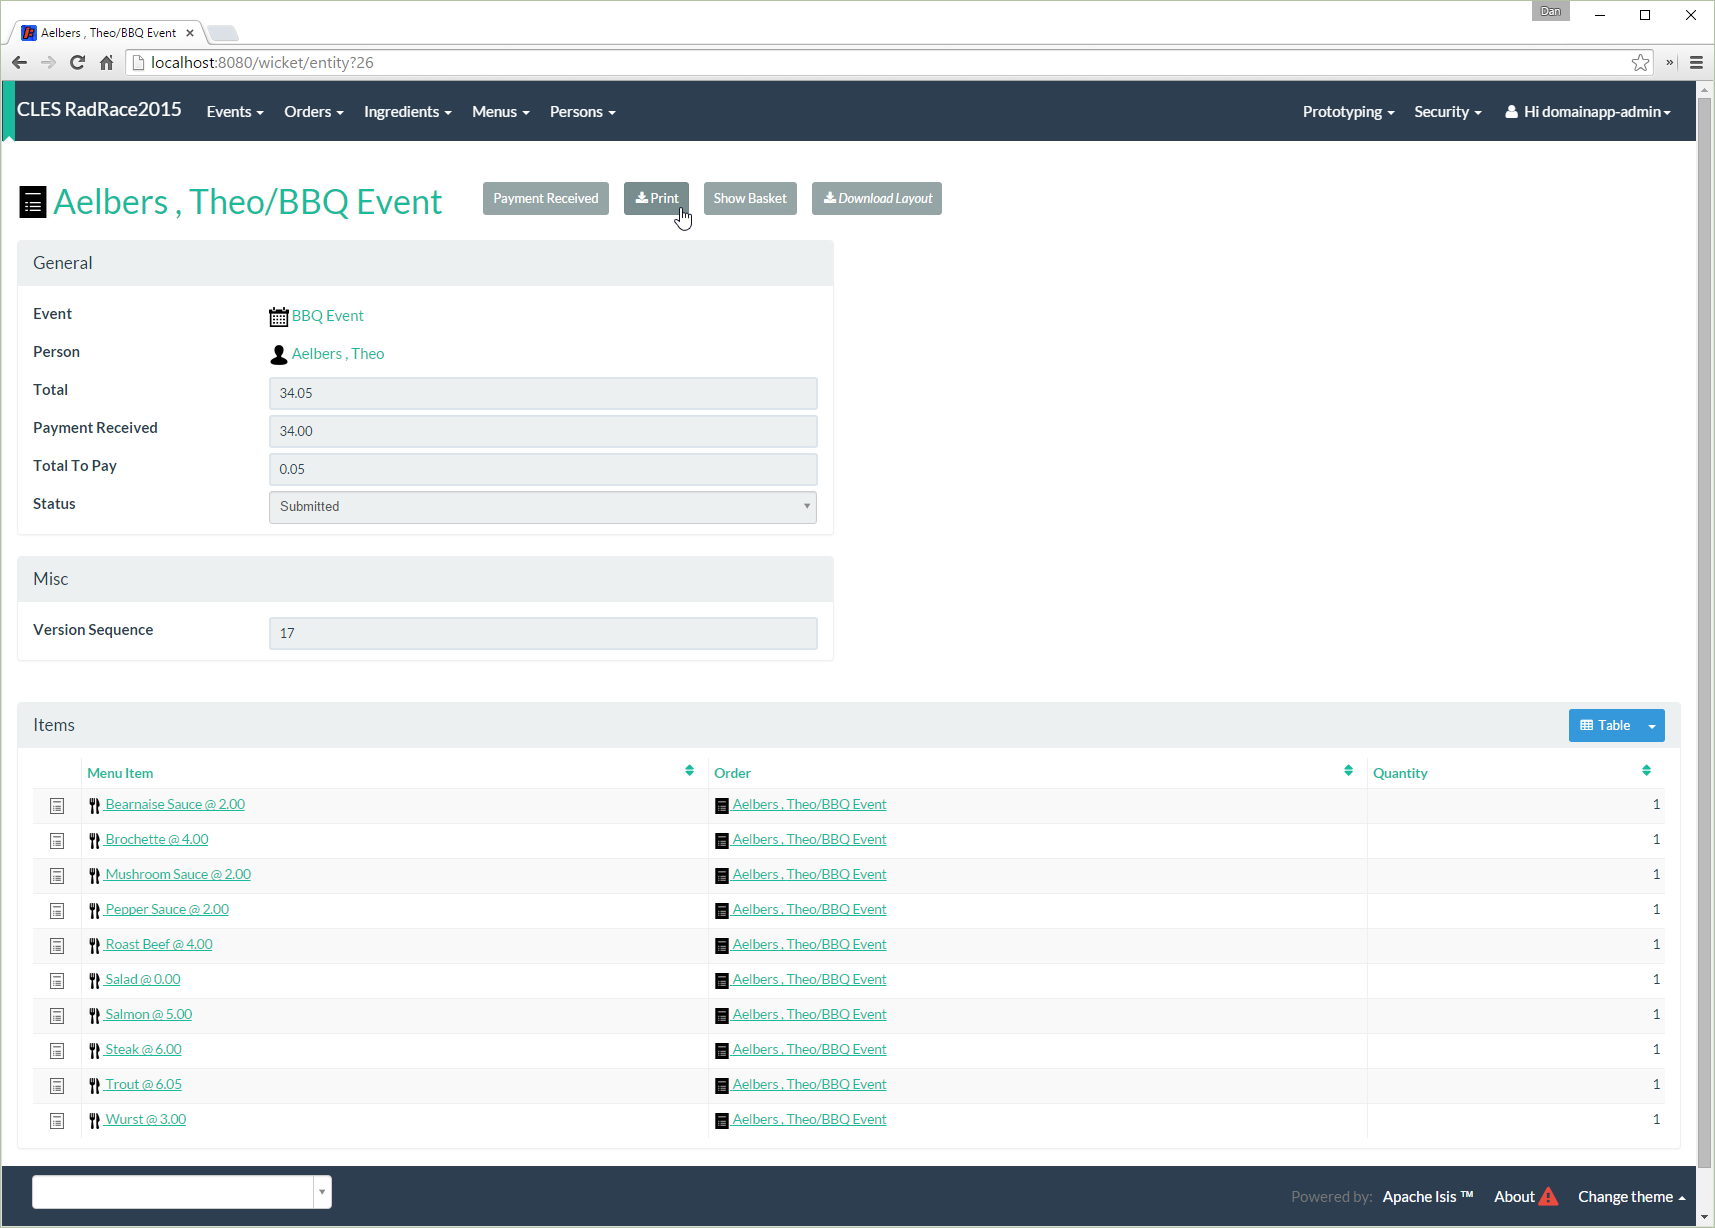 Dan
Aelbers , Theo/BBQ Event
localhost:8080/wicket/entity?26
CLES RadRace2015 Events Orders Ingredients Menus Persons Prototyping Security Hi domainapp-admin
Aelbers , Theo/BBQ Event Payment Received Print Show Basket Download Layout
General
Event BBQ Event
Person Aelbers , Theo
Total 34.05
Payment Received 34.00
Total To Pay 0.05
Status Submitted
Misc
Version Sequence 17
Items Table
Menu Item Order Quantity
Bearnaise Sauce @ 2.00 Aelbers , Theo/BBQ Event 1
Brochette @ 4.00 Aelbers , Theo/BBQ Event 1
Mushroom Sauce @ 2.00 Aelbers , Theo/BBQ Event 1
Pepper Sauce @ 2.00 Aelbers , Theo/BBQ Event 1
Roast Beef @ 4.00 Aelbers , Theo/BBQ Event 1
Salad @ 0.00 Aelbers , Theo/BBQ Event 1
Salmon @ 5.00 Aelbers , Theo/BBQ Event 1
Steak @ 6.00 Aelbers , Theo/BBQ Event 1
Trout @ 6.05 Aelbers , Theo/BBQ Event 1
Wurst @ 3.00 Aelbers , Theo/BBQ Event 1
Powered by: Apache Isis ™ About Change theme